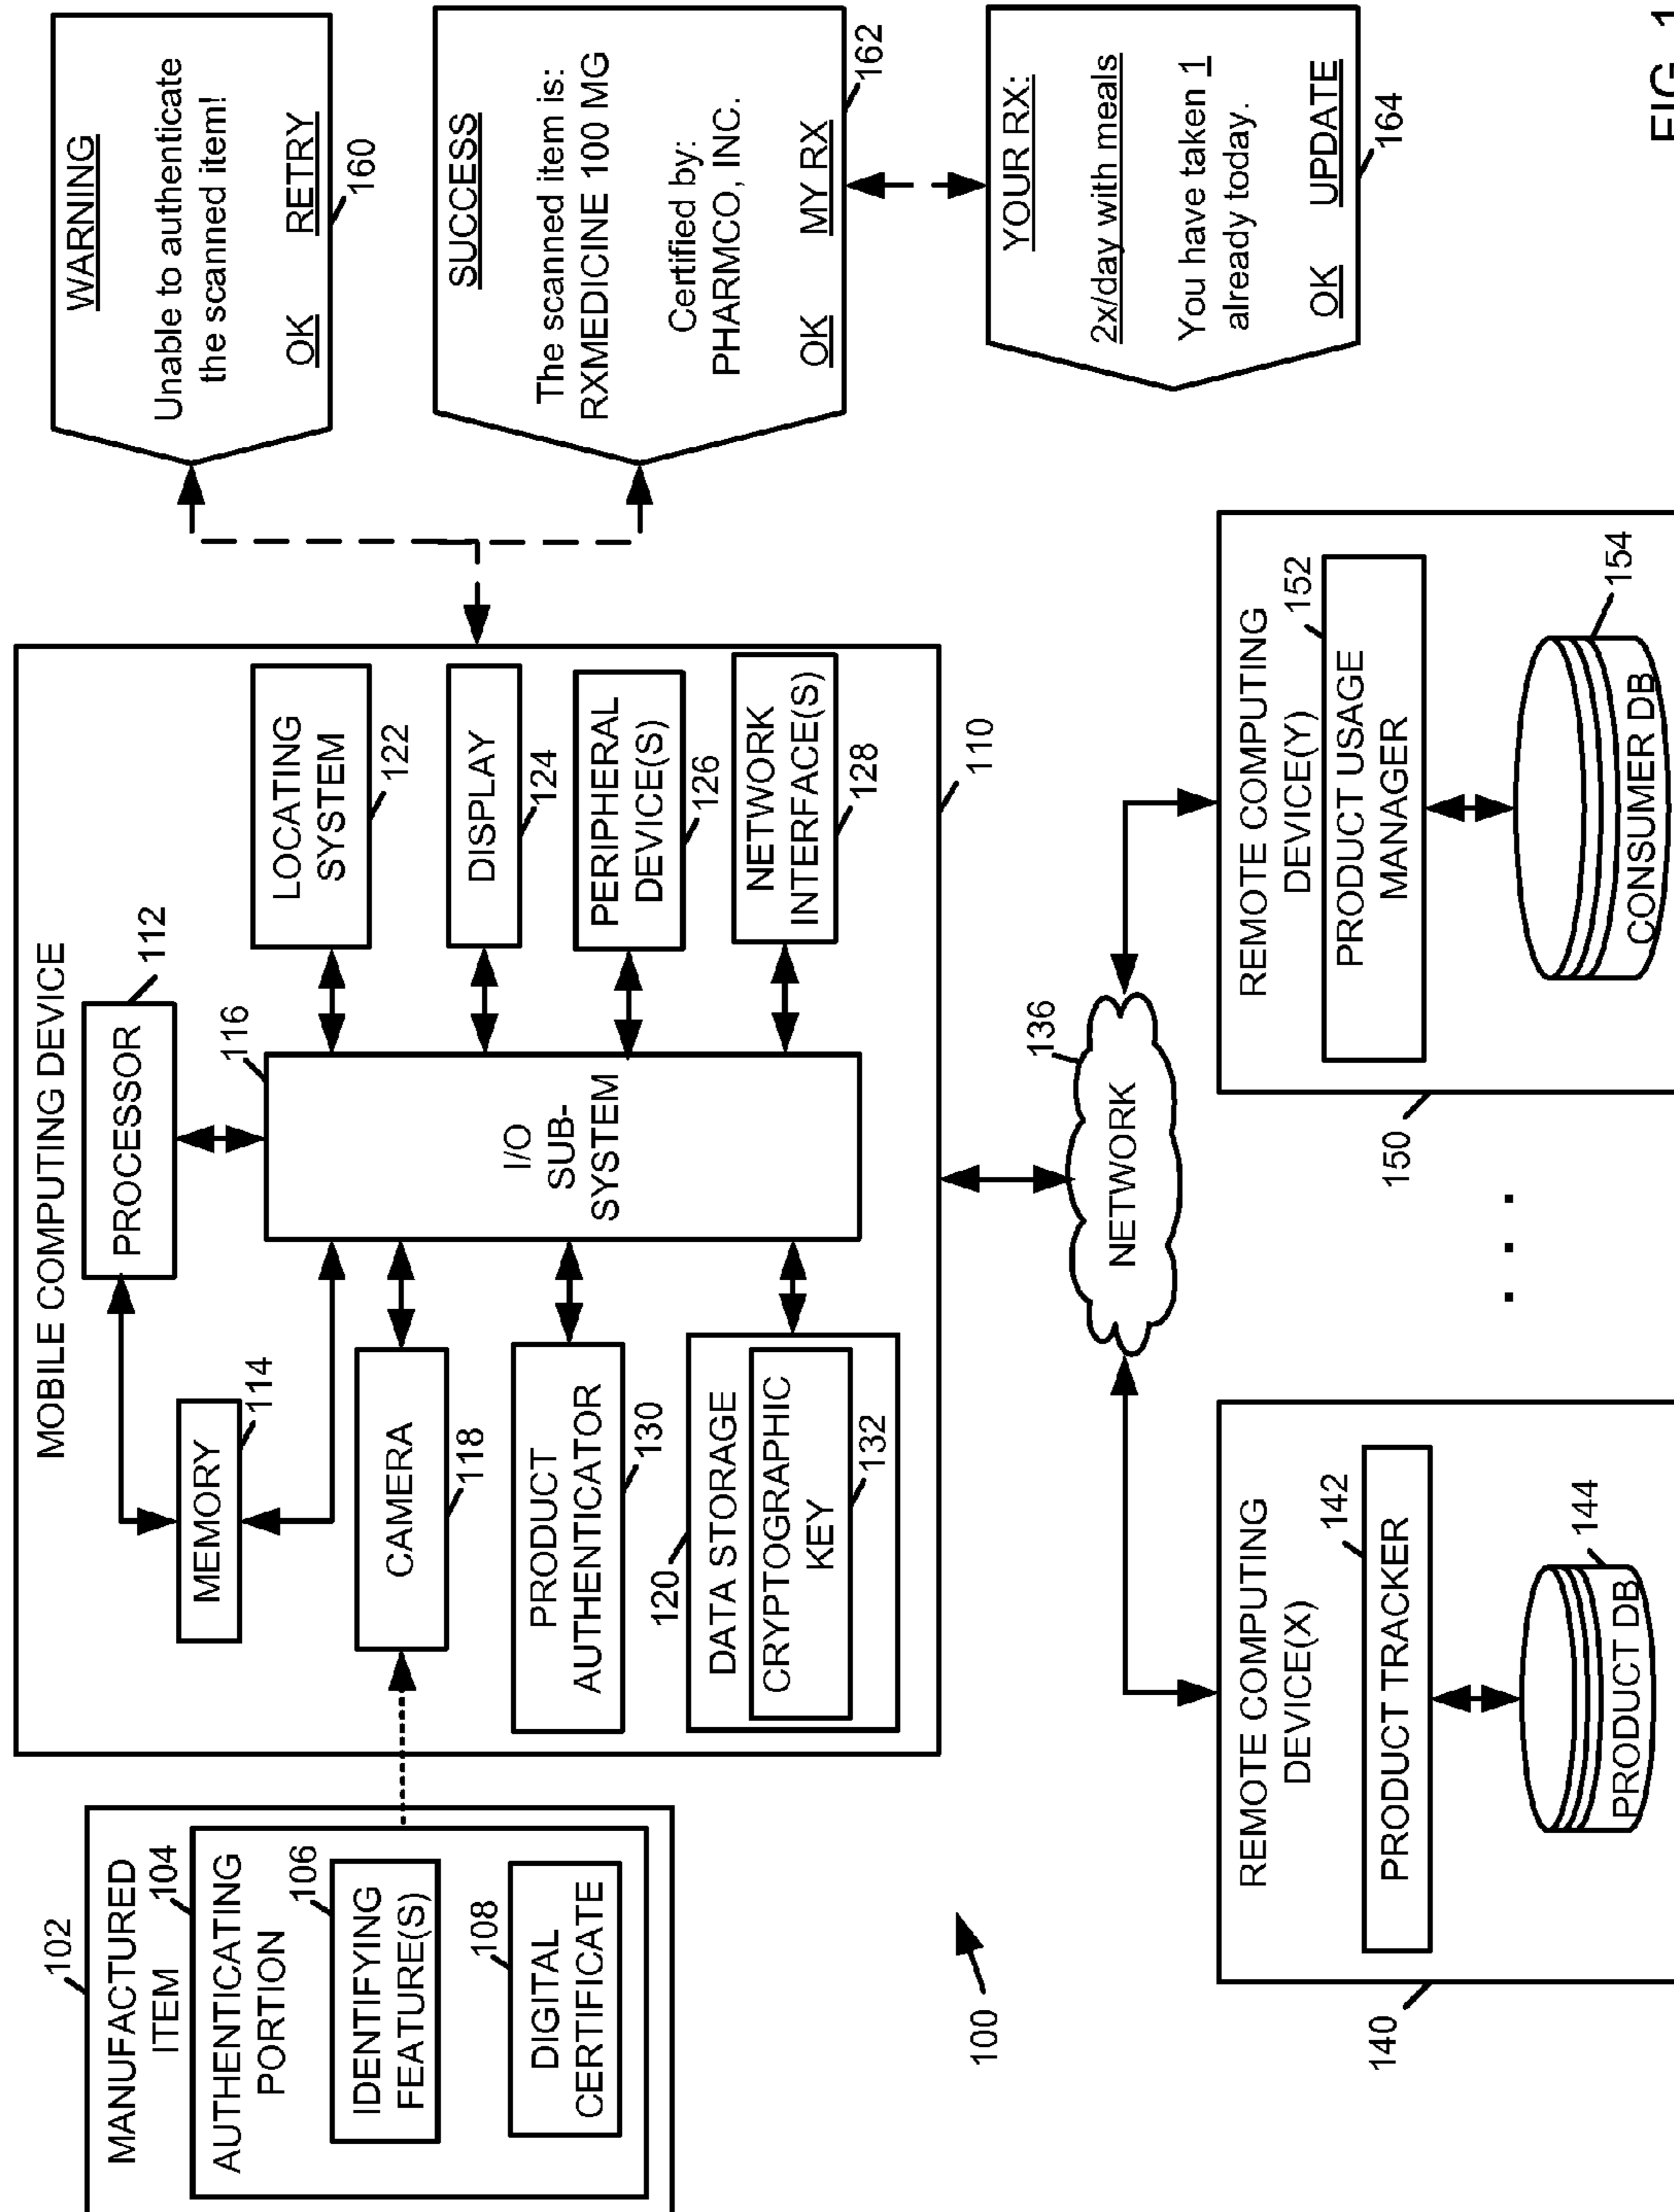 102
MANUFACTURED
ITEM
104
AUTHENTICATING
PORTION
106
IDENTIFYING
FEATURE(S)
108
DIGITAL
CERTIFICATE
100
MOBILE COMPUTING DEVICE
MEMORY
114
PROCESSOR
112
CAMERA
118
PRODUCT
AUTHENTICATOR
130
120
DATA STORAGE
CRYPTOGRAPHIC
KEY
132
116
I/O
SUB-
SYSTEM
LOCATING
SYSTEM
122
DISPLAY
124
PERIPHERAL
DEVICE(S)
126
NETWORK
INTERFACE(S)
128
110
WARNING
Unable to authenticate
the scanned item!
OK RETRY
160
SUCCESS
The scanned item is:
RXMEDICINE 100 MG
Certified by:
PHARMCO, INC.
OK MY RX
162
YOUR RX:
2x/day with meals
You have taken 1
already today.
OK UPDATE
164
136
NETWORK
REMOTE COMPUTING
DEVICE(X)
142
PRODUCT TRACKER
144
PRODUCT DB
140
. . .
REMOTE COMPUTING
DEVICE(Y)
152
PRODUCT USAGE
MANAGER
154
CONSUMER DB
150
FIG. 1